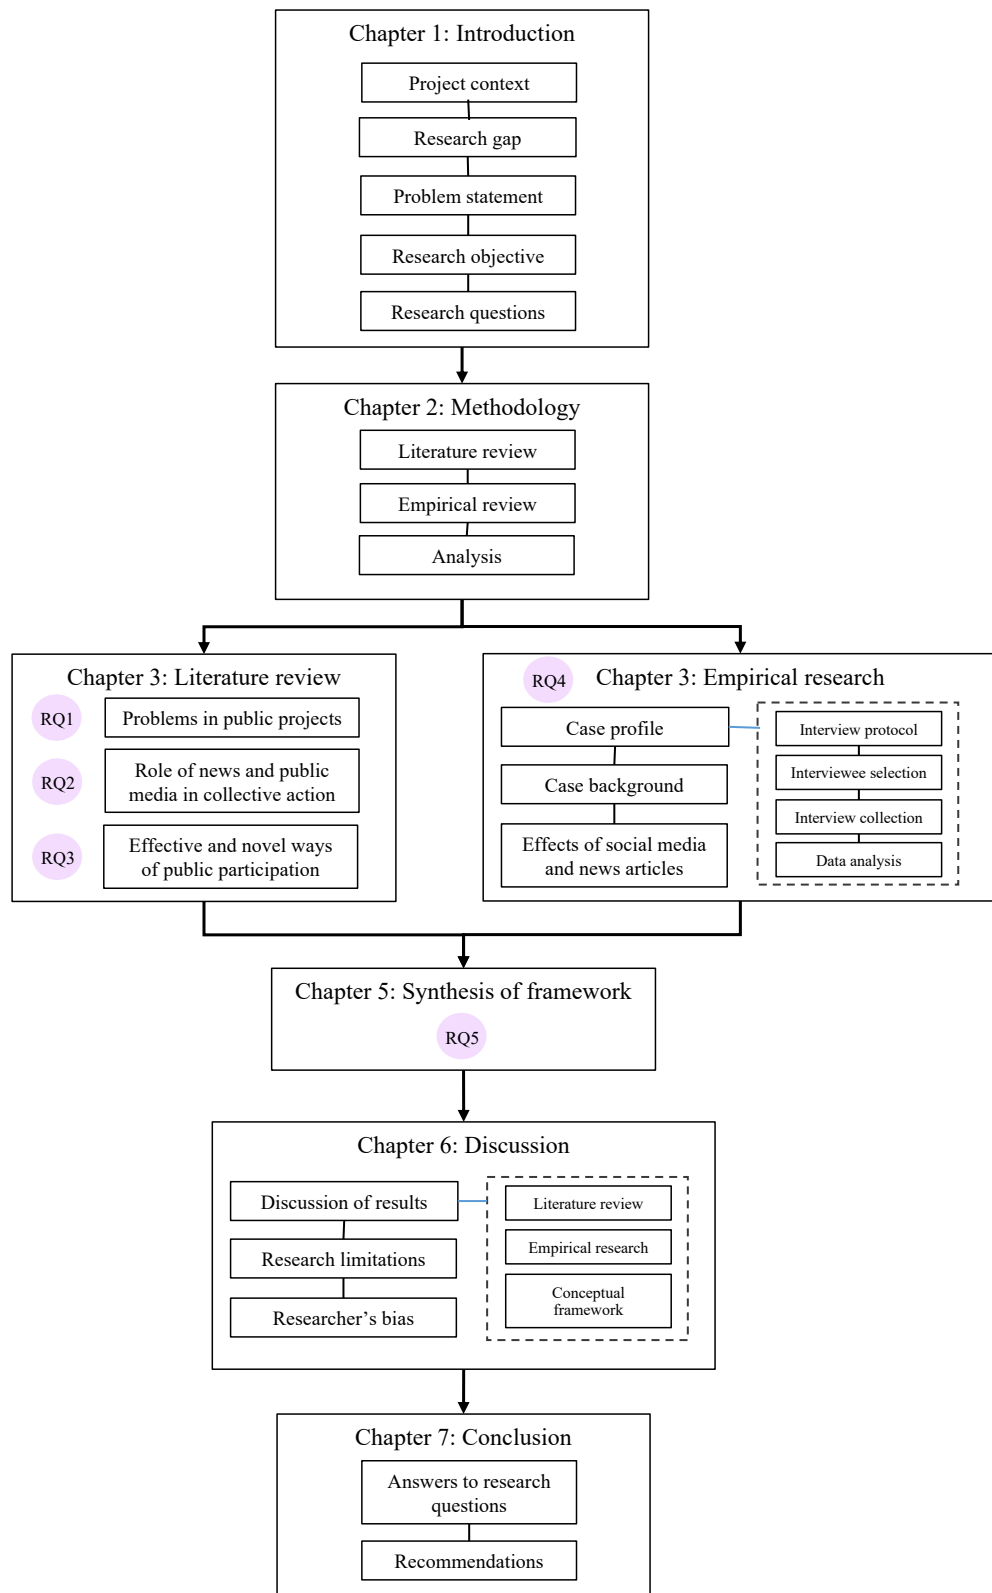 Chapter 1: Introduction
Project context
Research gap
Problem statement
Research objective
Research questions
Chapter 2: Methodology
Literature review
Empirical review
Analysis
Chapter 3: Literature review
RQ1
Problems in public projects
RQ2
Role of news and public
media in collective action
RQ3
Effective and novel ways
of public participation
RQ4
Chapter 3: Empirical research
Case profile
Case background
Effects of social media
and news articles
Interview protocol
Interviewee selection
Interview collection
Data analysis
Chapter 5: Synthesis of framework
RQ5
Chapter 6: Discussion
Discussion of results
Research limitations
Researcher’s bias
Literature review
Empirical research
Conceptual
framework
Chapter 7: Conclusion
Answers to research
questions
Recommendations